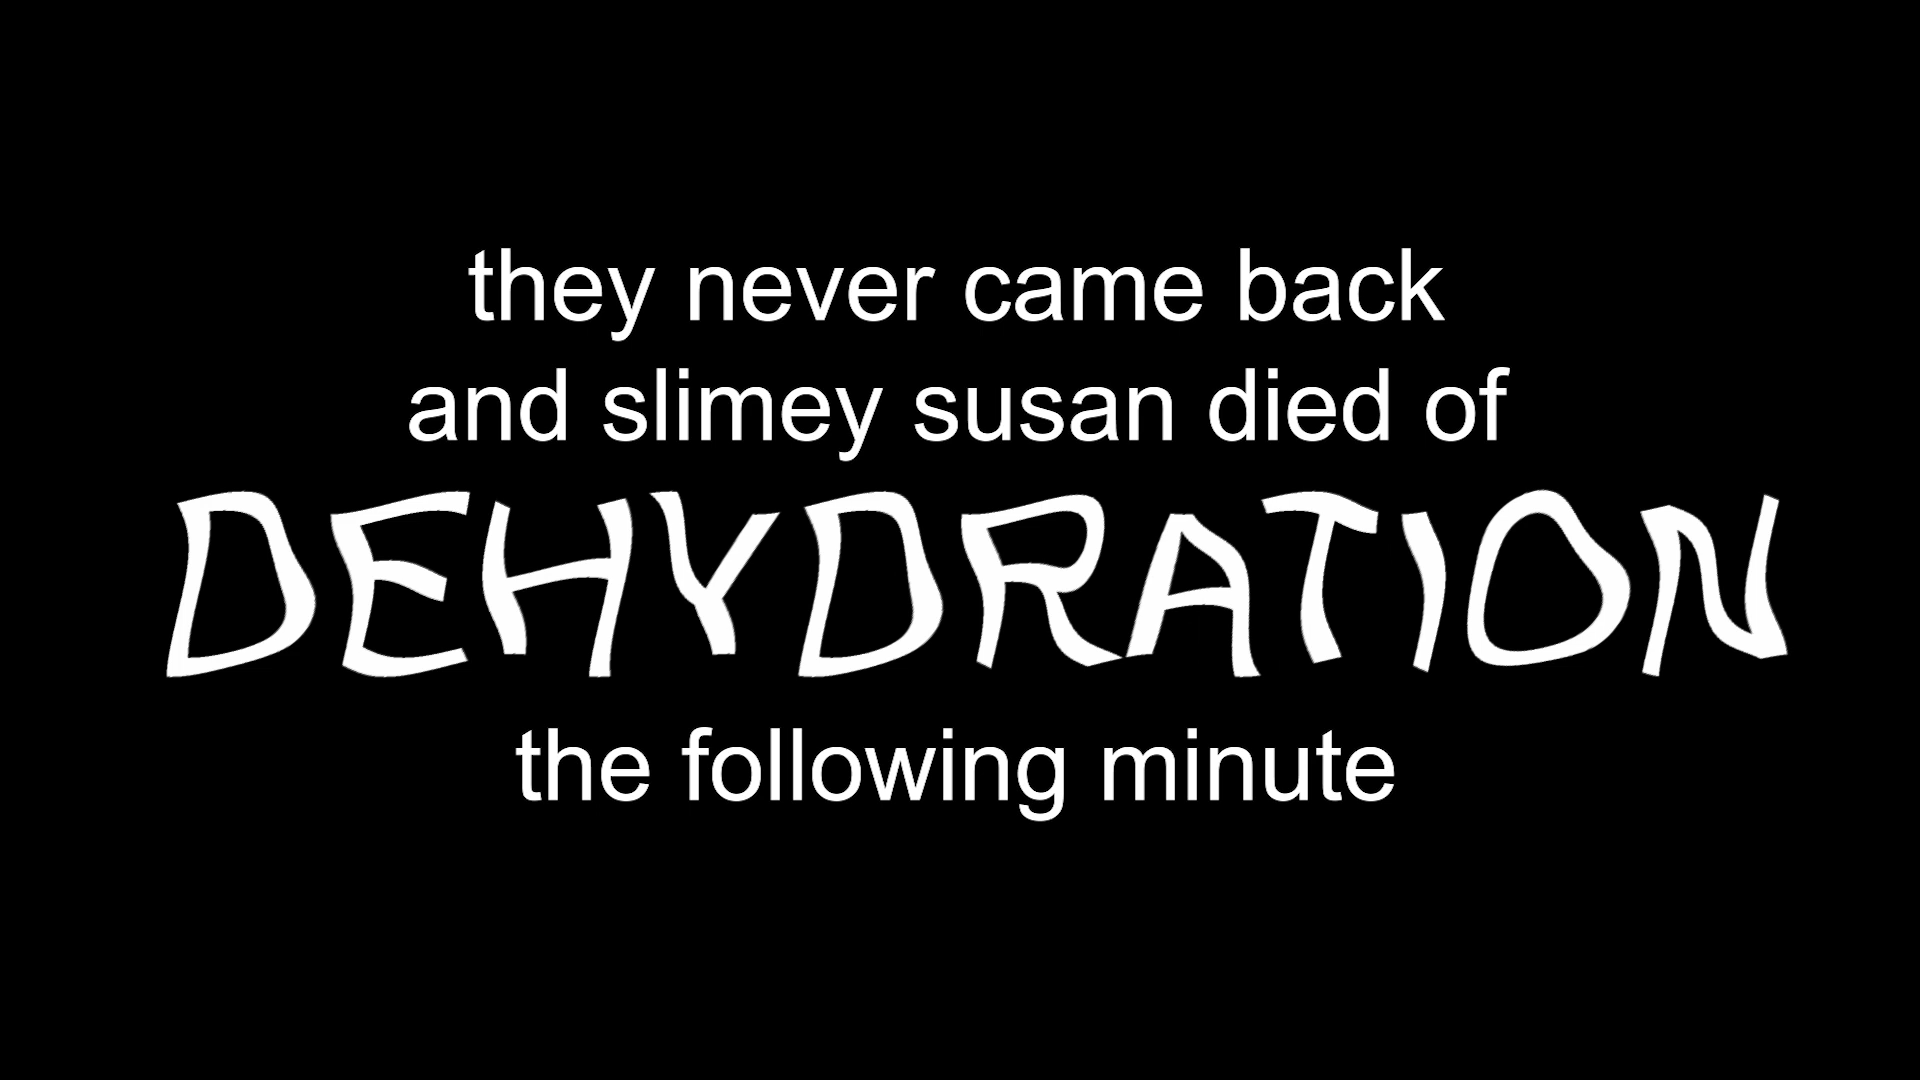 they never came back
and slimey susan died of
DEHYDRATION
the following minute